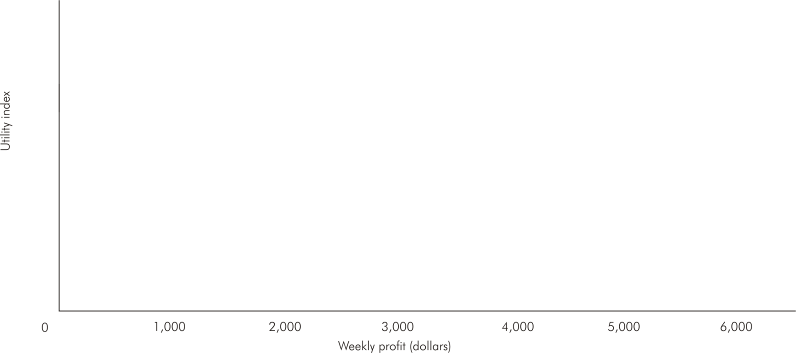 Utility index
0 1,000 2,000 3,000 4,000 5,000 6,000
Weekly profit (dollars)